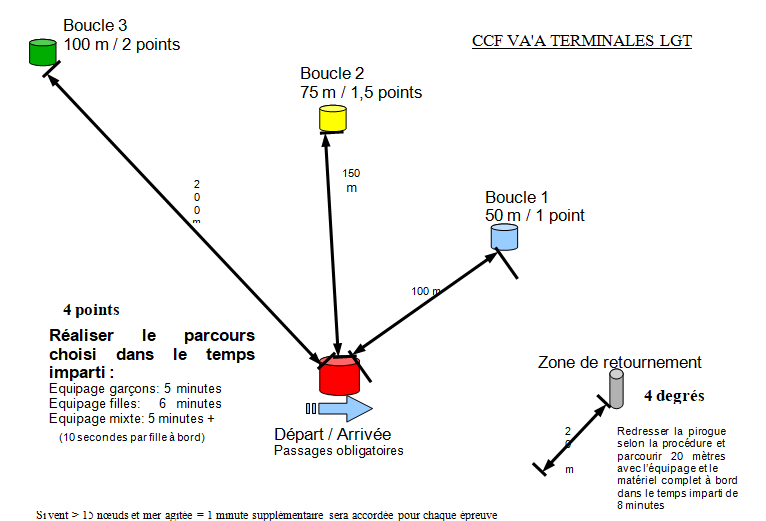 Boucle 3
100 m / 2 points
CCF VA'A TERMINALES LGT
Boucle 2
75 m / 1,5 points
150
m
200 m
Boucle 1
50 m / 1 point
100 m
4 points
Réaliser le parcours
choisi dans le temps
imparti :
Equipage garçons: 5 minutes
Equipage filles: 6 minutes
Equipage mixte: 5 minutes +
(10 secondes par fille à bord)
Départ / Arrivée
Passages obligatoires
Zone de retournement
4 degrés
20 m
Redresser la pirogue
selon la procédure et
parcourir 20 mètres
avec l'équipage et le
matériel complet à bord
dans le temps imparti de
8 minutes
Si vent > 15 nœuds et mer agitée = 1 minute supplémentaire sera accordée pour chaque épreuve